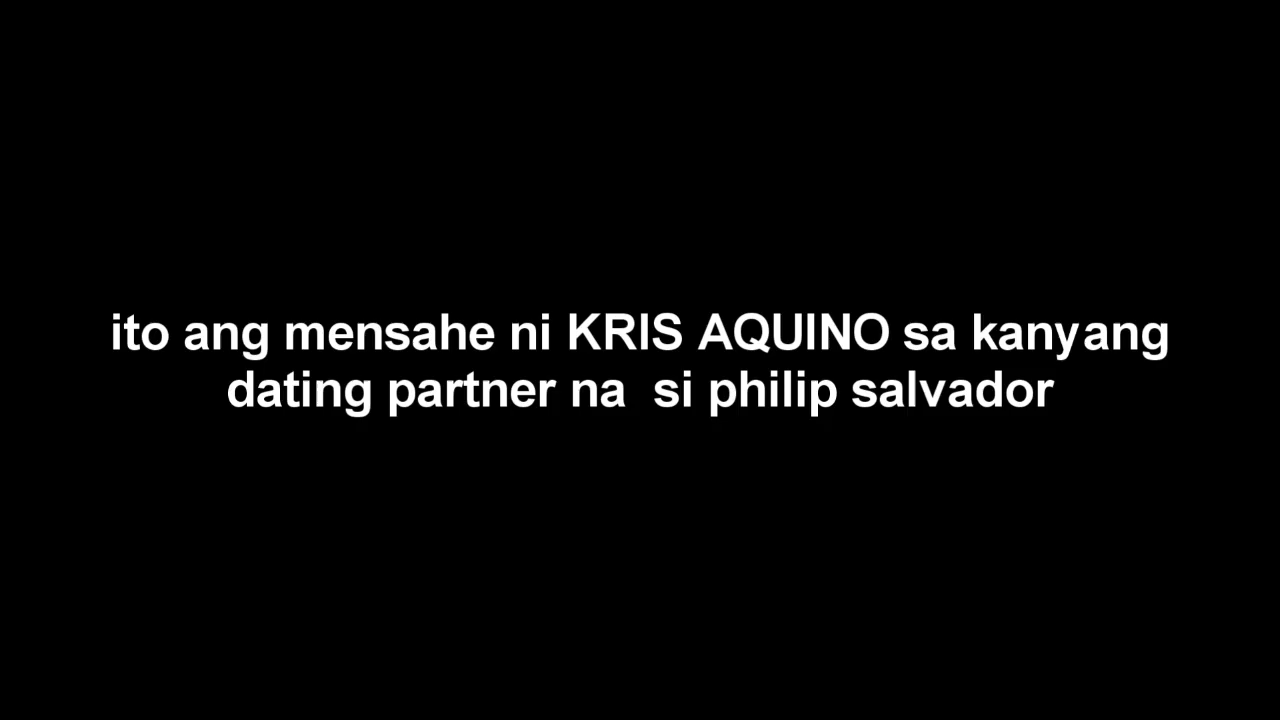 ito ang mensahe ni KRIS AQUINO sa kanyang
dating partner na  si philip salvador